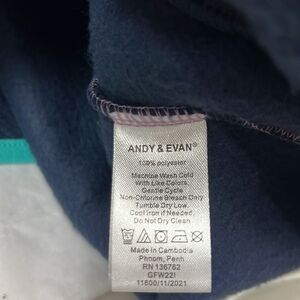 ANDY & EVAN®
100% polyester
Machine Wash Cold
With Like Colors,
Gentle Cycle
Non-Chlorine Bleach Only
Tumble Dry Low,
Cool Iron if Needed,
Do Not Dry Clean
Made in Cambodia
Phnom, Penh
RN 136762
GFW22!
11800/11/2021